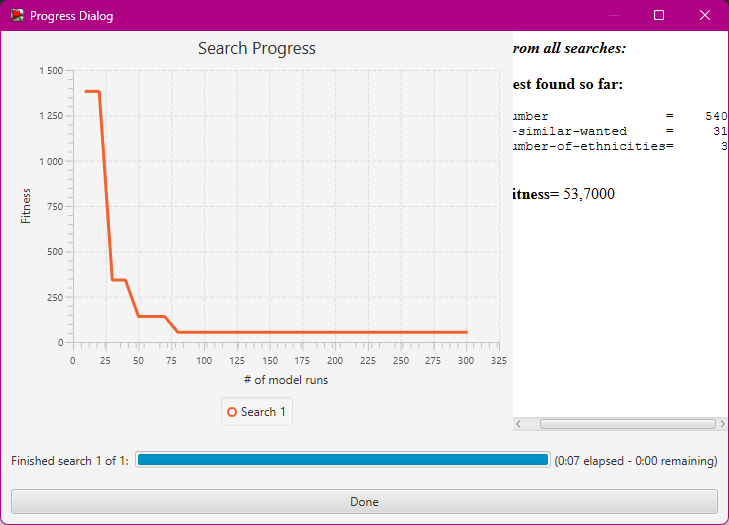 Progress Dialog
Search Progress
1 500
1 250
1 000
750
500
250
0
Fitness
0 25 50 75 100 125 150 175 200 225 250 275 300 325
# of model runs
Search 1
rom all searches:
est found so far:
umber = 540
-similar-wanted = 31
umber-of-ethnicities= 3
itness= 53,7000
Finished search 1 of 1: (0:07 elapsed - 0:00 remaining)
Done